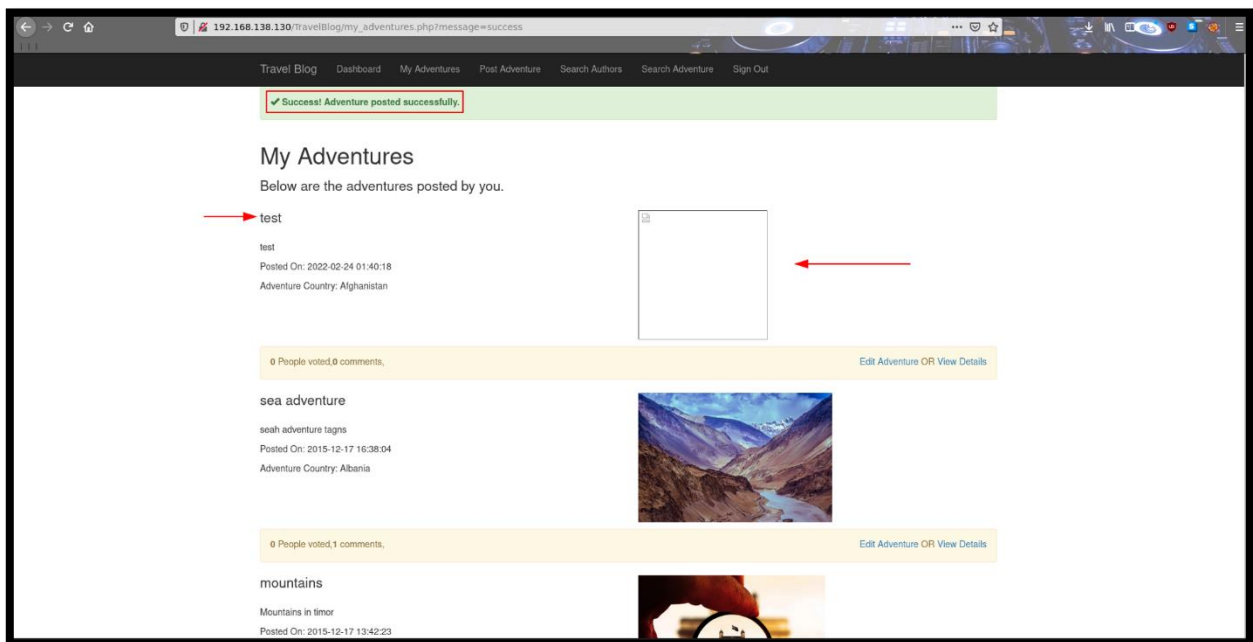 192.168.138.130/TravelBlog/my_adventures.php?message=success
Travel Blog Dashboard My Adventures Post Adventure Search Authors Search Adventure Sign Out
✔ Success! Adventure posted successfully.
My Adventures
Below are the adventures posted by you.
test
test
Posted On: 2022-02-24 01:40:18
Adventure Country: Afghanistan
0 People voted,0 comments, Edit Adventure OR View Details
sea adventure
seah adventure tagns
Posted On: 2015-12-17 16:38:04
Adventure Country: Albania
0 People voted,1 comments, Edit Adventure OR View Details
mountains
Mountains in timor
Posted On: 2015-12-17 13:42:23